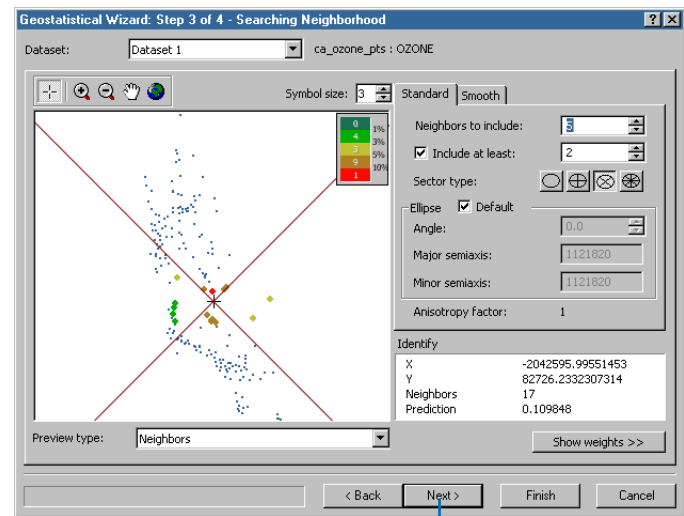 Geostatistical Wizard: Step 3 of 4 - Searching Neighborhood
Dataset: Dataset 1 ca_ozone_pts : OZONE
Symbol size: 3
Standard Smooth
0 1%
4 3%
3 5%
9 10%
1
Neighbors to include: 5
Include at least: 2
Sector type:
Ellipse Default
Angle: 0.0
Major semiaxis: 1121820
Minor semiaxis: 1121820
Anisotropy factor: 1
Identify
X -2042595.99551453
Y 82726.2332307314
Neighbors 17
Prediction 0.109848
Preview type: Neighbors
Show weights >>
< Back Next > Finish Cancel